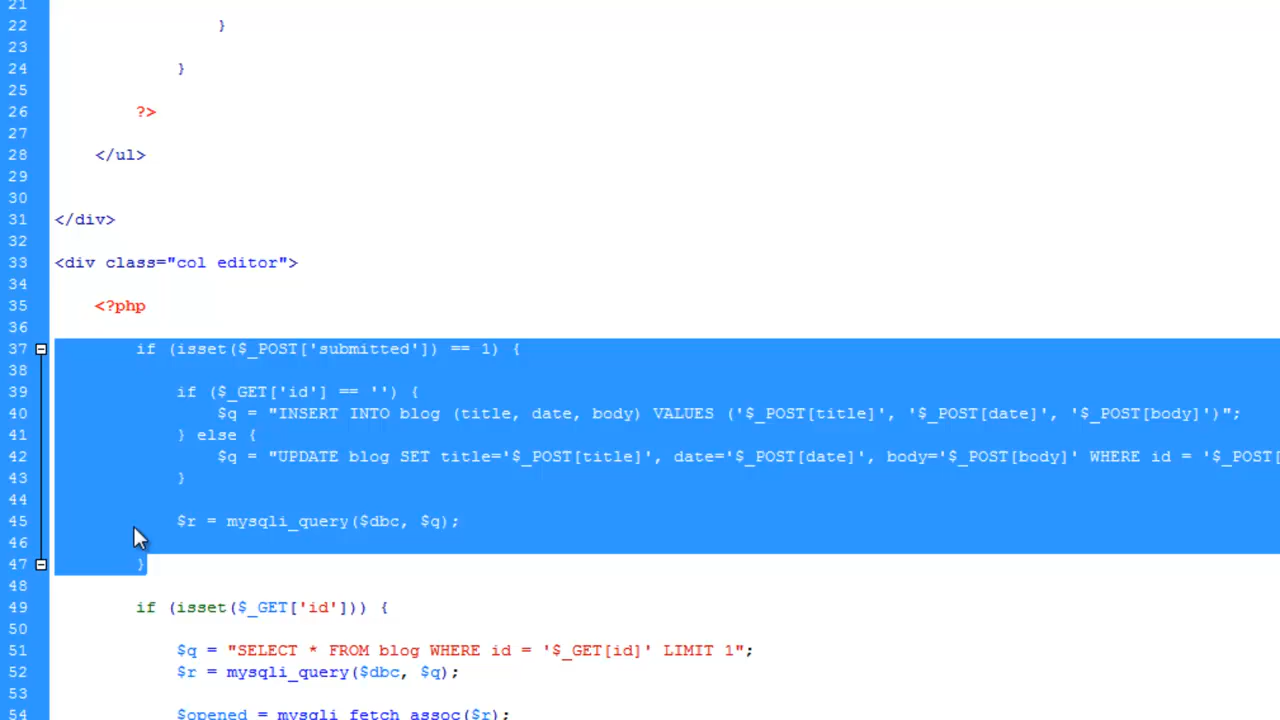 21
22 }
23
24 }
25
26 ?>
27
28 </ul>
29
30
31 </div>
32
33 <div class="col editor">
34
35 <?php
36
37 if (isset($_POST['submitted']) == 1) {
38
39 if ($_GET['id'] == '') {
40 $q = "INSERT INTO blog (title, date, body) VALUES ('$_POST[title]', '$_POST[date]', '$_POST[body]')";
41 } else {
42 $q = "UPDATE blog SET title='$_POST[title]', date='$_POST[date]', body='$_POST[body]' WHERE id = '$_POST[
43 }
44
45 $r = mysqli_query($dbc, $q);
46
47 }
48
49 if (isset($_GET['id'])) {
50
51 $q = "SELECT * FROM blog WHERE id = '$_GET[id]' LIMIT 1";
52 $r = mysqli_query($dbc, $q);
53
54 $opened = mysqli_fetch_assoc($r);